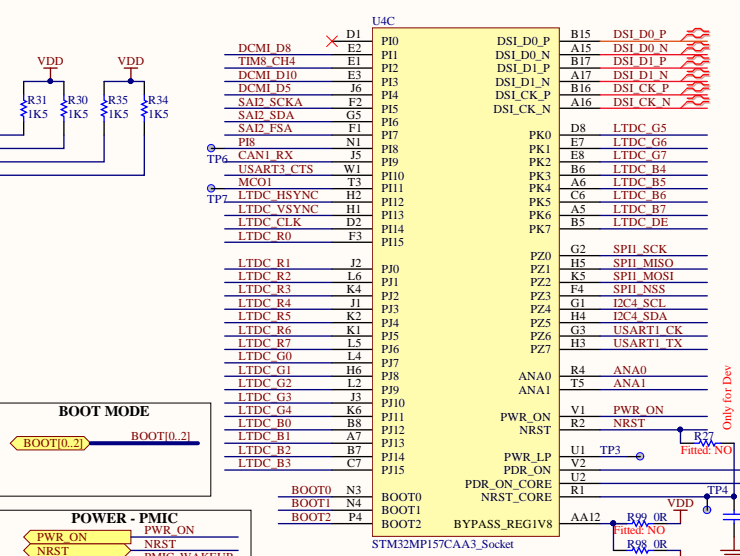 U4C
D1 PI0
DCMI_D8 E2 PI1
TIM8_CH4 E1 PI2
DCMI_D10 E3 PI3
DCMI_D5 J6 PI4
SAI2_SCKA F2 PI5
SAI2_SDA G5 PI6
SAI2_FSA F1 PI7
PI8 N1 PI8
TP6
CAN1_RX J5 PI9
USART3_CTS W1 PI10
MCO1 T3 PI11
TP7
LTDC_HSYNC H2 PI12
LTDC_VSYNC H1 PI13
LTDC_CLK D2 PI14
LTDC_R0 F3 PI15
LTDC_R1 J2 PJ0
LTDC_R2 L6 PJ1
LTDC_R3 K4 PJ2
LTDC_R4 J1 PJ3
LTDC_R5 K2 PJ4
LTDC_R6 K1 PJ5
LTDC_R7 L5 PJ6
LTDC_G0 L4 PJ7
LTDC_G1 H6 PJ8
LTDC_G2 L2 PJ9
LTDC_G3 J3 PJ10
LTDC_G4 K6 PJ11
LTDC_B0 B8 PJ12
LTDC_B1 A7 PJ13
LTDC_B2 B7 PJ14
LTDC_B3 C7 PJ15
BOOT0 N3 BOOT0
BOOT1 N4 BOOT1
BOOT2 P4 BOOT2
DSI_D0_P B15 DSI_D0_P
DSI_D0_N A15 DSI_D0_N
DSI_D1_P B17 DSI_D1_P
DSI_D1_N A17 DSI_D1_N
DSI_CK_P B16 DSI_CK_P
DSI_CK_N A16 DSI_CK_N
PK0 D8 LTDC_G5
PK1 E7 LTDC_G6
PK2 E8 LTDC_G7
PK3 B6 LTDC_B4
PK4 A6 LTDC_B5
PK5 C6 LTDC_B6
PK6 A5 LTDC_B7
PK7 B5 LTDC_DE
PZ0 G2 SPI1_SCK
PZ1 H5 SPI1_MISO
PZ2 K5 SPI1_MOSI
PZ3 F4 SPI1_NSS
PZ4 G1 I2C4_SCL
PZ5 H4 I2C4_SDA
PZ6 G3 USART1_CK
PZ7 H3 USART1_TX
ANA0 R4 ANA0
ANA1 T5 ANA1
PWR_ON V1 PWR_ON
NRST R2 NRST
PWR_LP U1 TP3
PDR_ON V2
PDR_ON_CORE U2
NRST_CORE R1
BYPASS_REG1V8 AA12
STM32MP157CAA3_Socket
VDD VDD
R31 R30 R35 R34
1K5 1K5 1K5 1K5
BOOT MODE
BOOT[0..2] BOOT[0..2]
POWER - PMIC
PWR_ON PWR_ON
NRST NRST
PMIC_WAKEUP
Only for Dev
R27
Fitted: NO
TP4
VDD
R99 0R
Fitted: NO
R98 0R